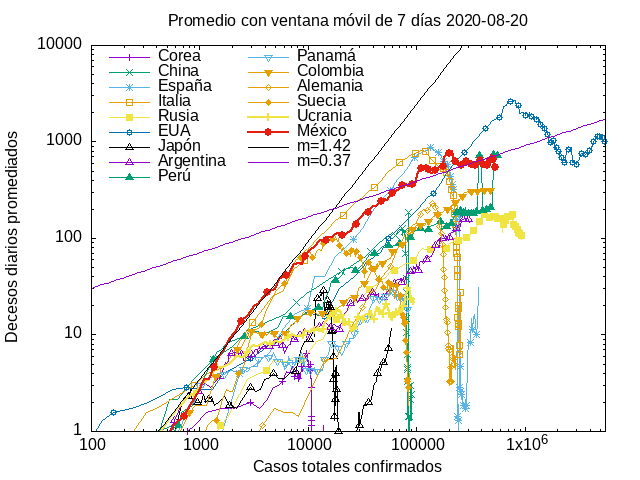 Promedio con ventana móvil de 7 días 2020-08-20
Decesos diarios promediados
10000
1000
100
10
1
Corea
China
España
Italia
Rusia
EUA
Japón
Argentina
Perú
Panamá
Colombia
Alemania
Suecia
Ucrania
México
m=1.42
m=0.37
100 1000 10000 100000 1x10⁶
Casos totales confirmados